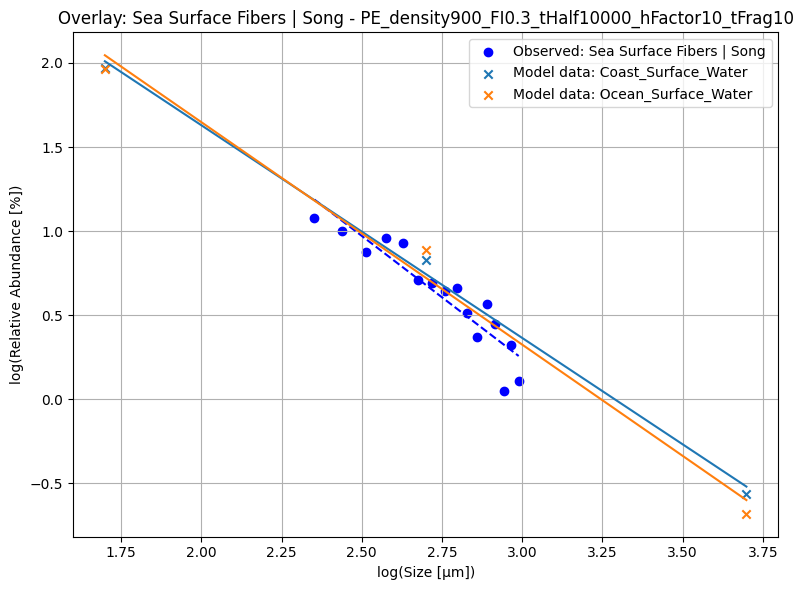 Overlay: Sea Surface Fibers | Song - PE_density900_FI0.3_tHalf10000_hFactor10_tFrag10
Observed: Sea Surface Fibers | Song
Model data: Coast_Surface_Water
Model data: Ocean_Surface_Water
log(Relative Abundance [%])
2.0
1.5
1.0
0.5
0.0
−0.5
1.75
2.00
2.25
2.50
2.75
3.00
3.25
3.50
3.75
log(Size [μm])